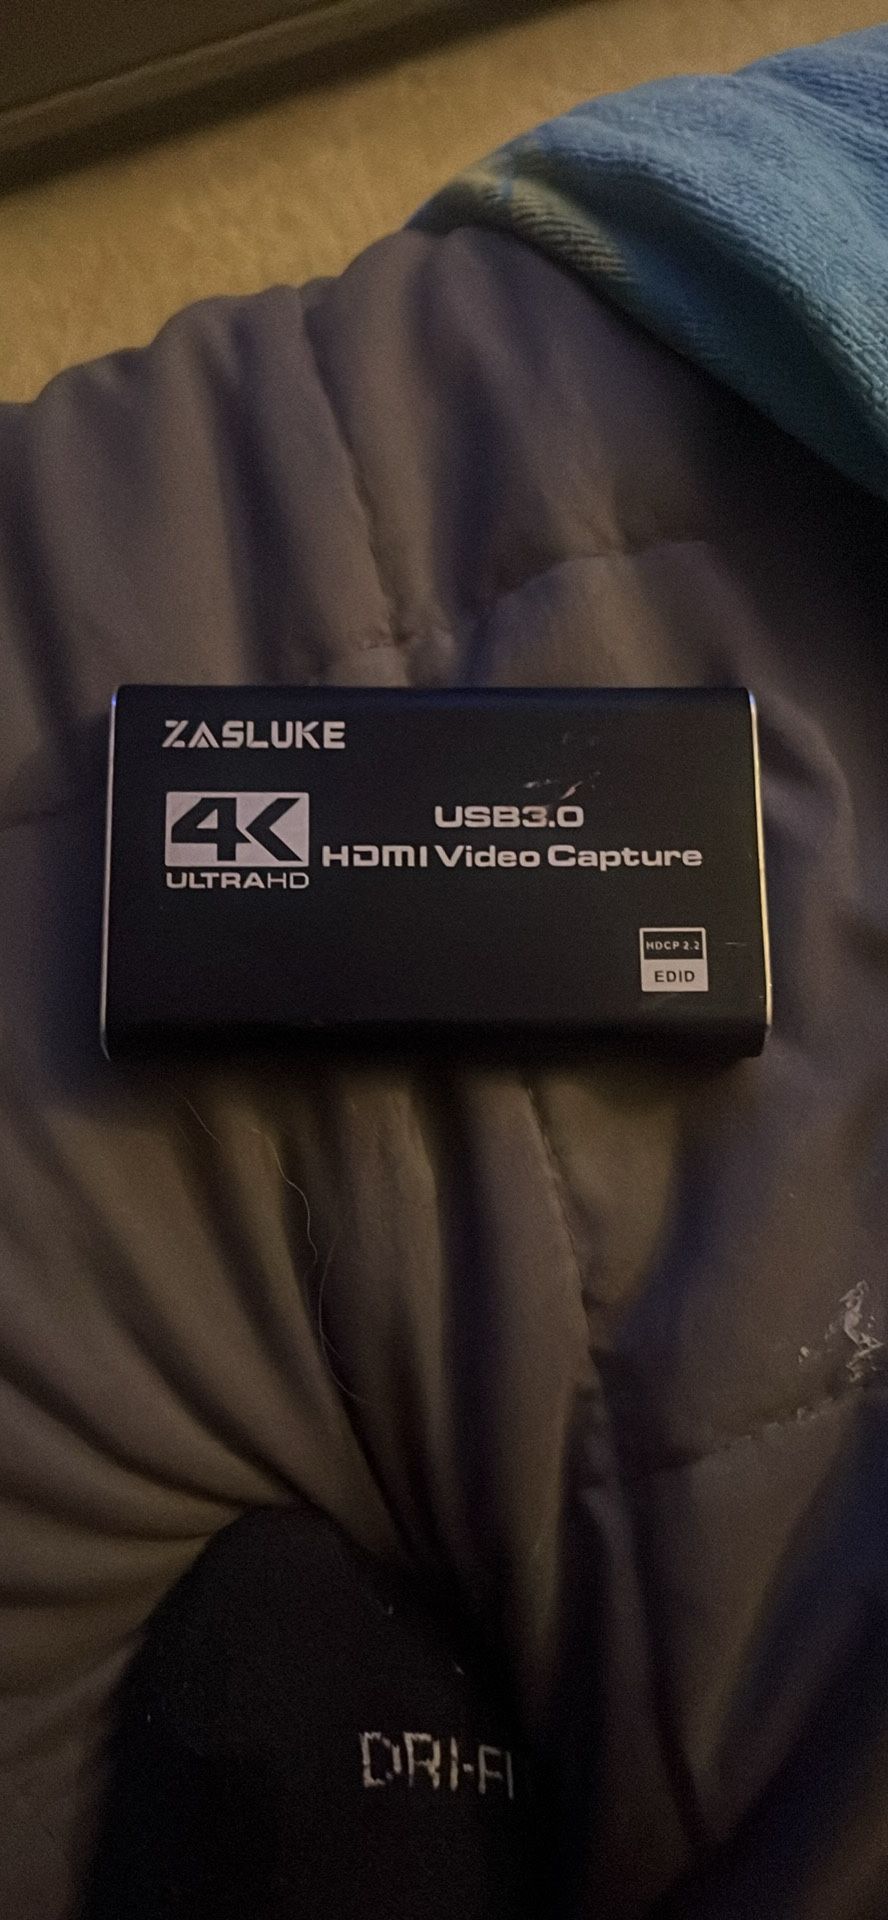 ZASLUKE
4K
ULTRAHD
USB3.0
HDMI Video Capture
HDCP 2.2
EDID
DRI-FI